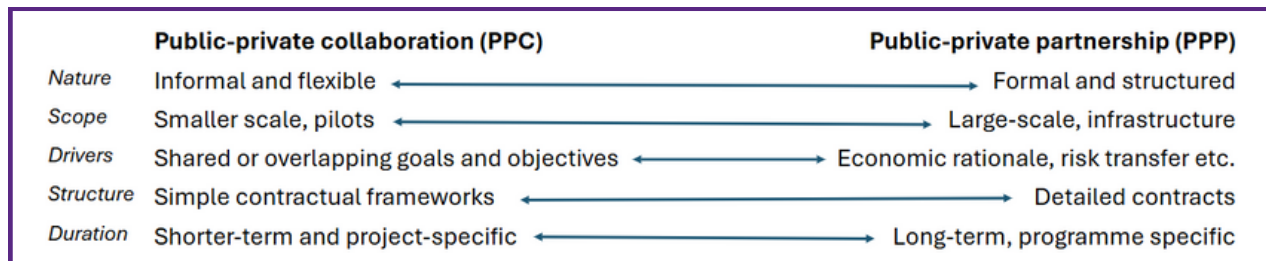 Public-private collaboration (PPC) Public-private partnership (PPP)
Nature Informal and flexible Formal and structured
Scope Smaller scale, pilots Large-scale, infrastructure
Drivers Shared or overlapping goals and objectives Economic rationale, risk transfer etc.
Structure Simple contractual frameworks Detailed contracts
Duration Shorter-term and project-specific Long-term, programme specific